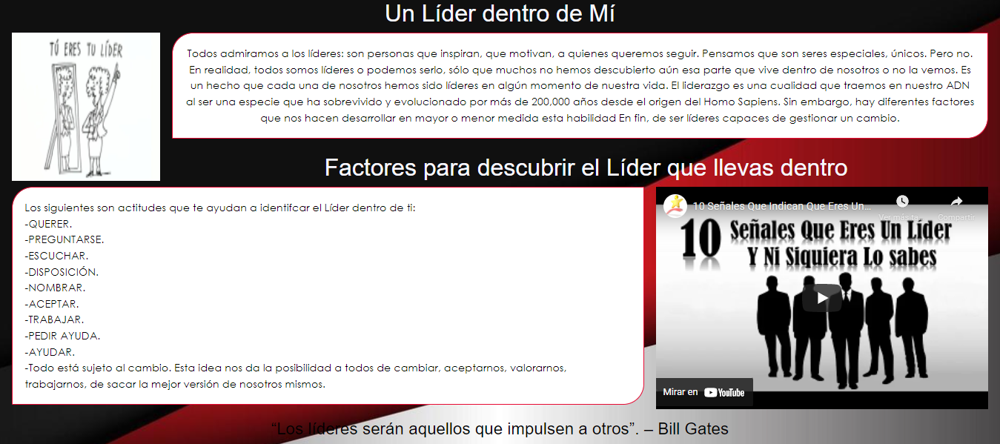 Un Líder dentro de Mí
TÚ ERES TU LÍDER
Todos admiramos a los líderes: son personas que inspiran, que motivan, a quienes queremos seguir. Pensamos que son seres especiales, únicos. Pero no.
En realidad, todos somos líderes o podemos serlo, sólo que muchos no hemos descubierto aún esa parte que vive dentro de nosotros o no la vemos. Es
un hecho que cada una de nosotros hemos sido líderes en algún momento de nuestra vida. El liderazgo es una cualidad que traemos en nuestro ADN
al ser una especie que ha sobrevivido y evolucionado por más de 200,000 años desde el origen del Homo Sapiens. Sin embargo, hay diferentes factores
que nos hacen desarrollar en mayor o menor medida esta habilidad En fin, de ser líderes capaces de gestionar un cambio.
Factores para descubrir el Líder que llevas dentro
Los siguientes son actitudes que te ayudan a identifcar el Líder dentro de ti:
-QUERER.
-PREGUNTARSE.
-ESCUCHAR.
-DISPOSICIÓN.
-NOMBRAR.
-ACEPTAR.
-TRABAJAR.
-PEDIR AYUDA.
-AYUDAR.
-Todo está sujeto al cambio. Esta idea nos da la posibilidad a todos de cambiar, aceptarnos, valorarnos,
trabajarnos, de sacar la mejor versión de nosotros mismos.
10 Señales Que Indican Que Eres Un...
Ver más ta...
Compartir
10 Señales Que Eres Un Lider
Y Ni Siquiera Lo sabes
Mirar en YouTube
“Los líderes serán aquellos que impulsen a otros”. – Bill Gates